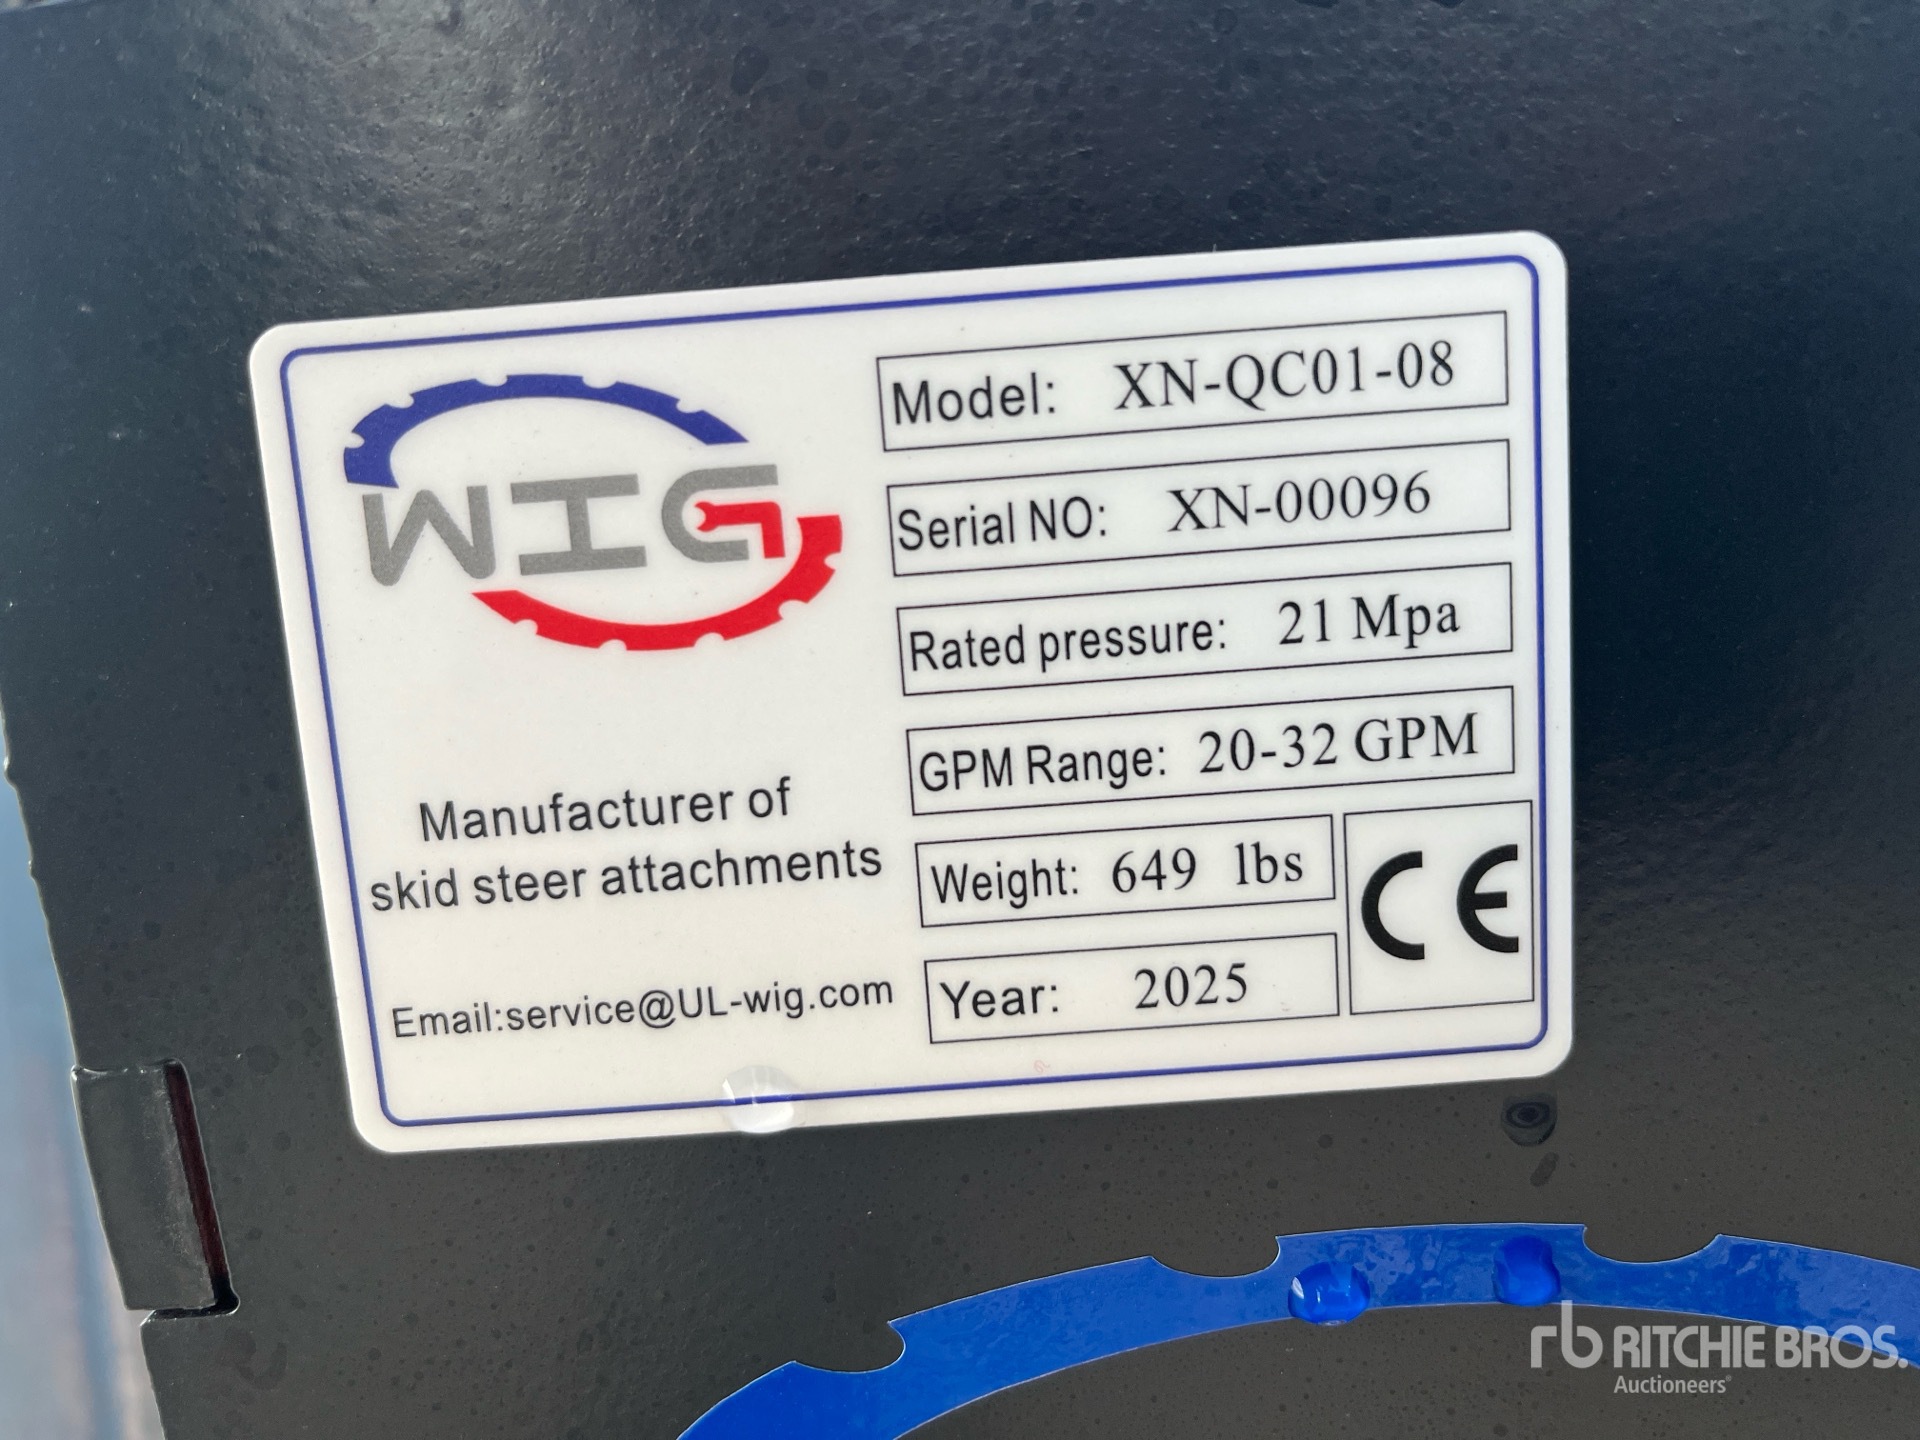 WIG
Manufacturer of
skid steer attachments
Email:service@UL-wig.com
Model: XN-QC01-08
Serial NO: XN-00096
Rated pressure: 21 Mpa
GPM Range: 20-32 GPM
Weight: 649 lbs
Year: 2025
CE
rb RITCHIE BROS.
Auctioneers